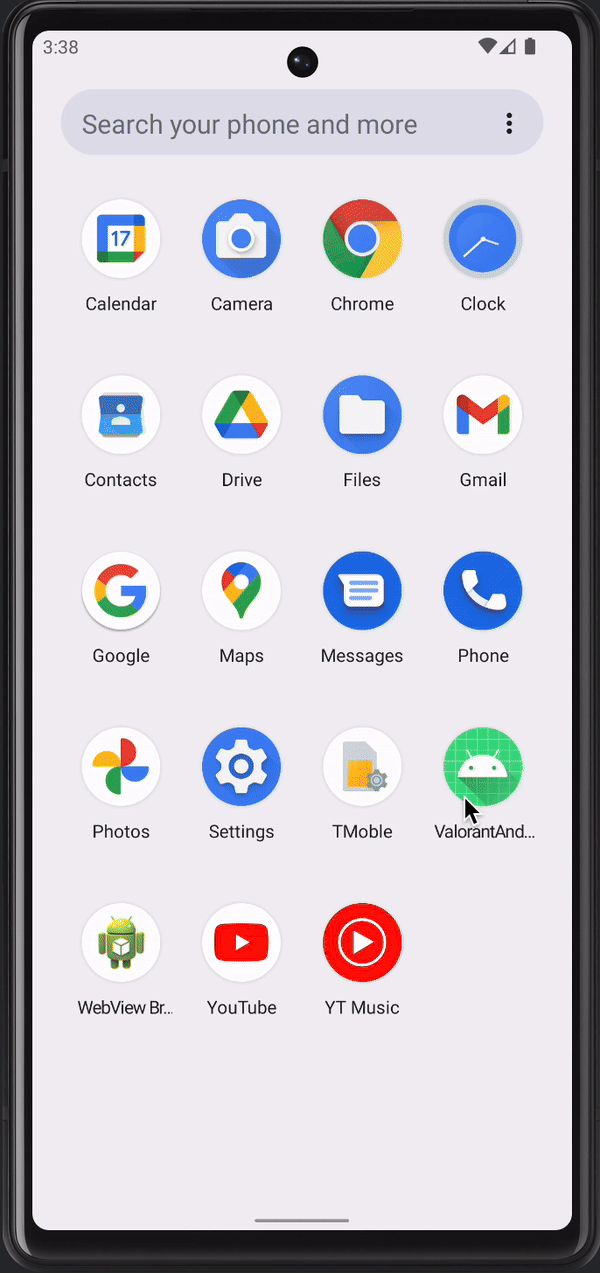 3:38
Search your phone and more
17
Calendar
Camera
Chrome
Clock
Contacts
Drive
Files
Gmail
Google
Maps
Messages
Phone
Photos
Settings
TMoble
ValorantAnd...
WebView Br...
YouTube
YT Music